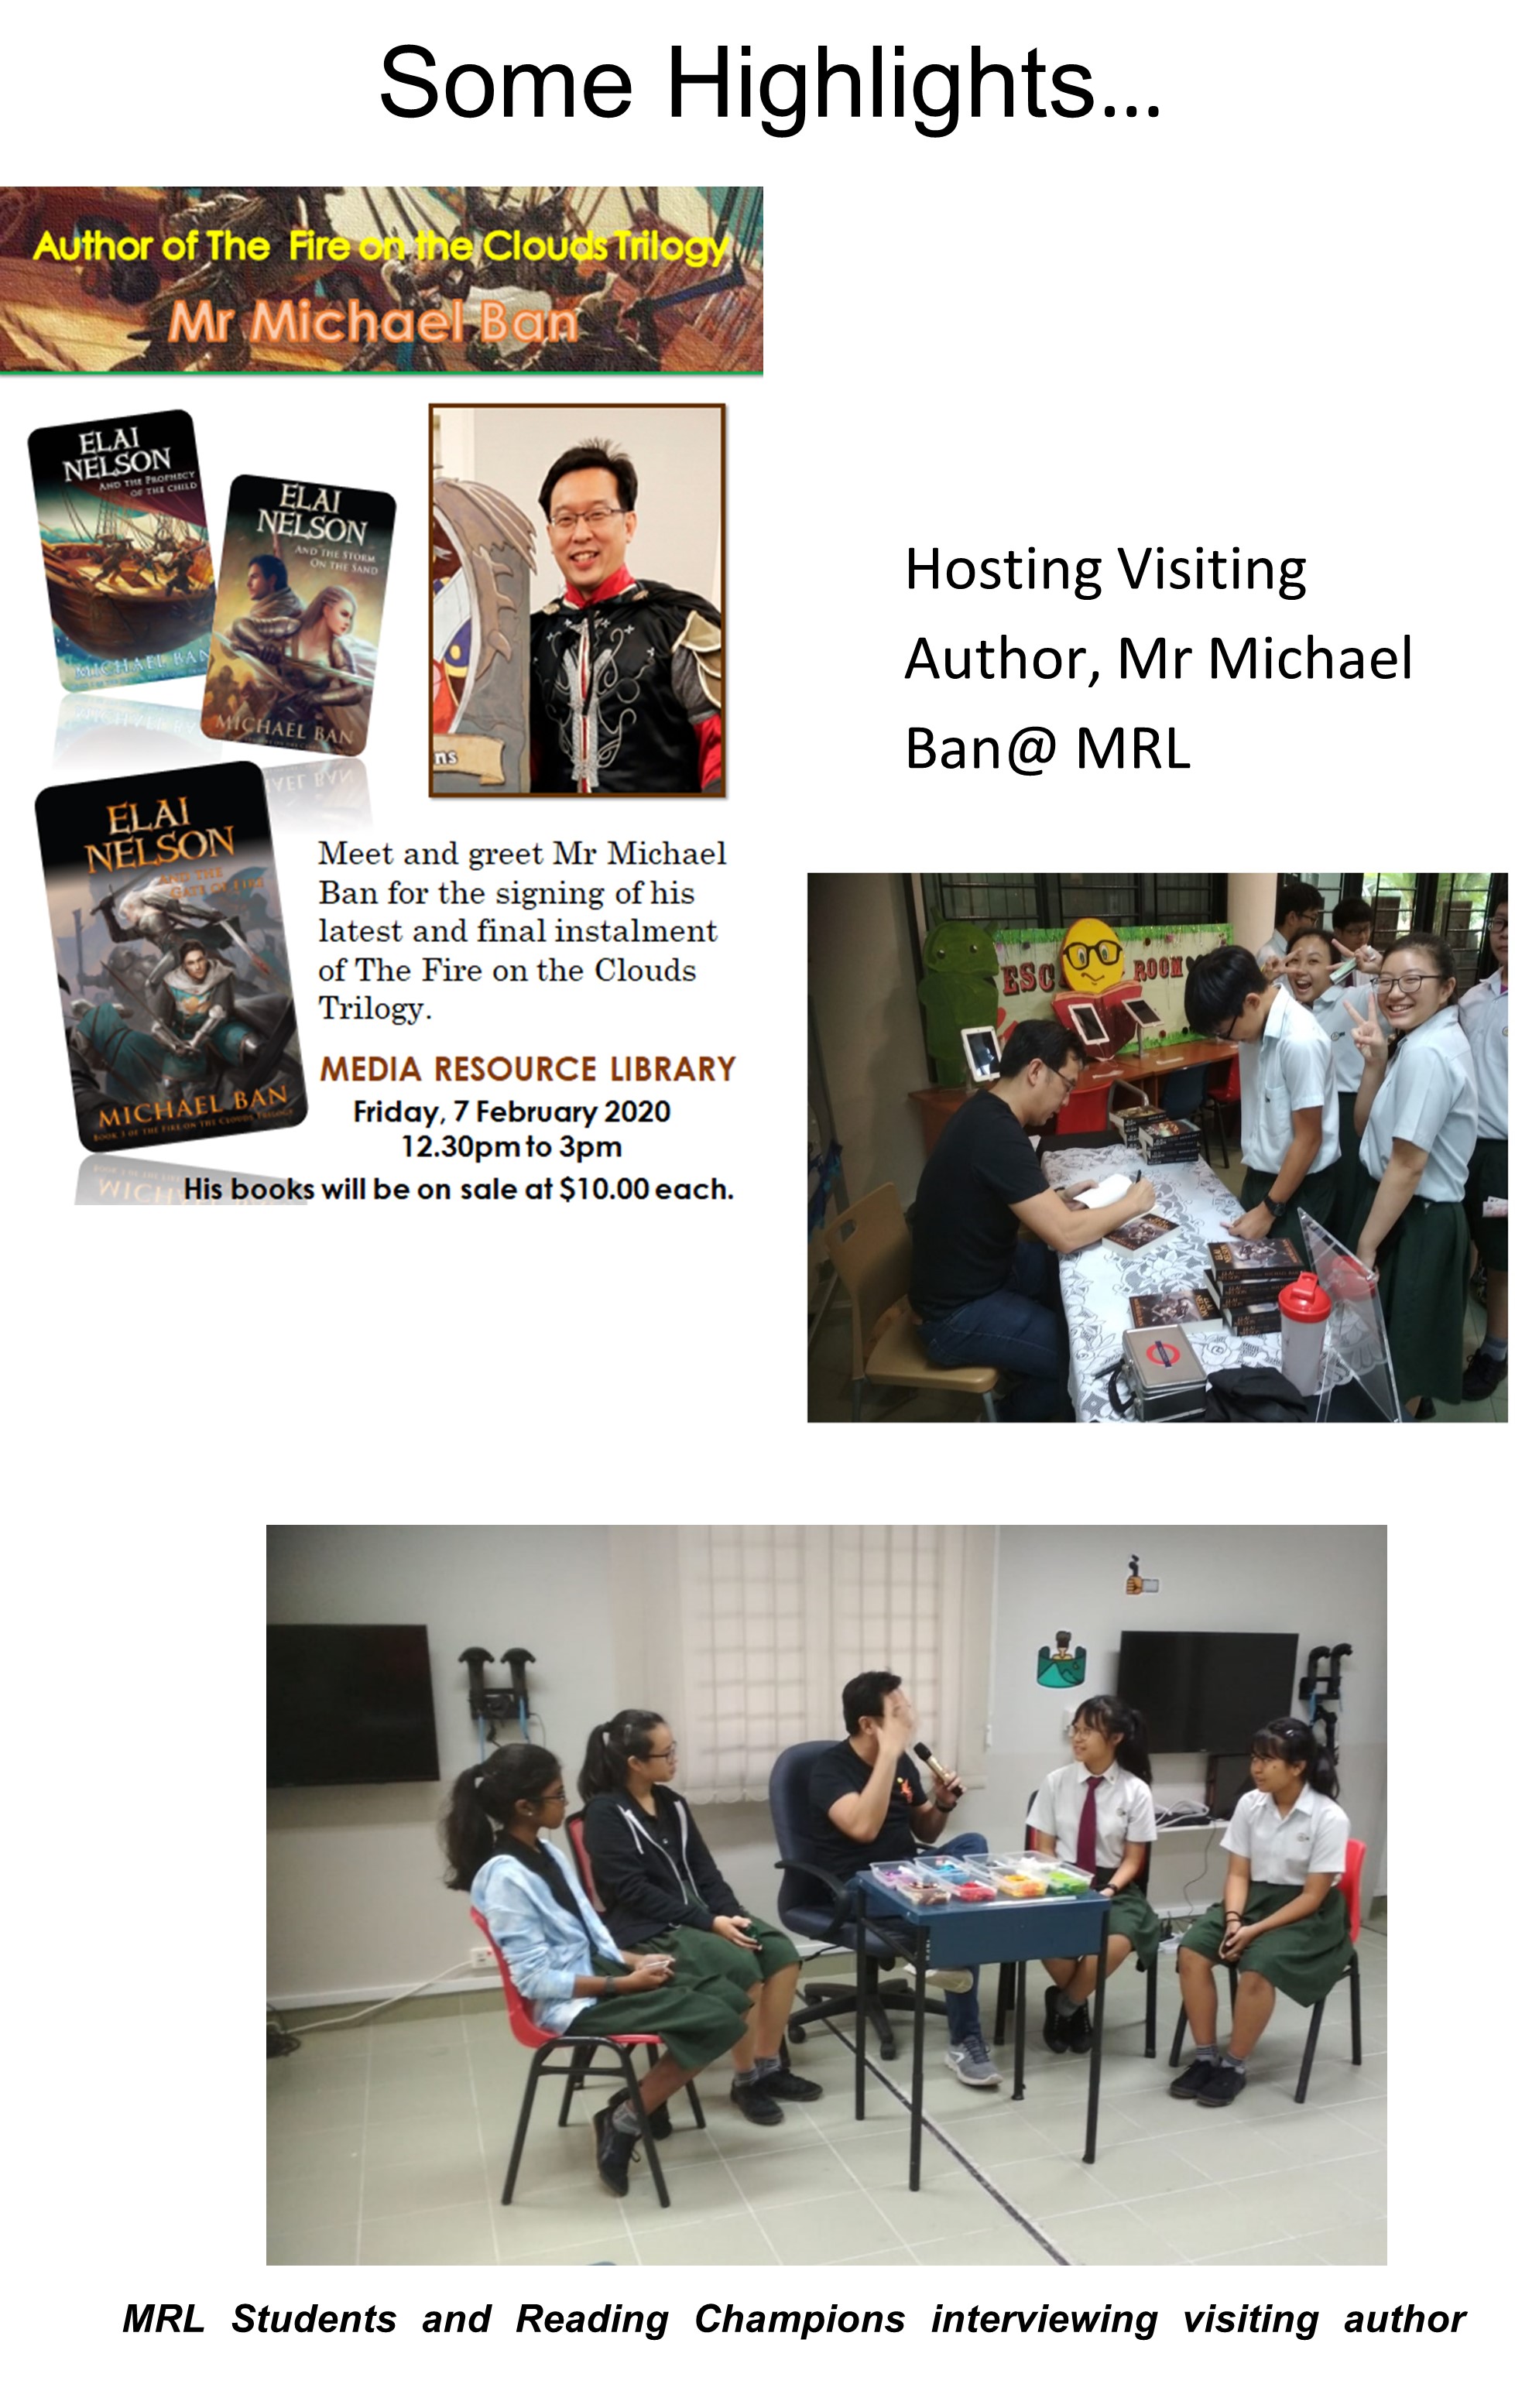 Some Highlights...
Author of The Fire on the Clouds Trilogy
Mr Michael Ban
ELAI
NELSON
AND THE PROPHECY
OF THE CHILD
MICHAEL BAN
ELAI
NELSON
AND THE STORM
ON THE SAND
MICHAEL BAN
ELAI
NELSON
AND THE
GATE OF FIRE
MICHAEL BAN
BOOK 3 OF THE FIRE ON THE CLOUDS TRILOGY
ns
Meet and greet Mr Michael
Ban for the signing of his
latest and final instalment
of The Fire on the Clouds
Trilogy.
MEDIA RESOURCE LIBRARY
Friday, 7 February 2020
12.30pm to 3pm
His books will be on sale at $10.00 each.
Hosting Visiting
Author, Mr Michael
Ban@ MRL
ESC ROOM
MRL Students and Reading Champions interviewing visiting author